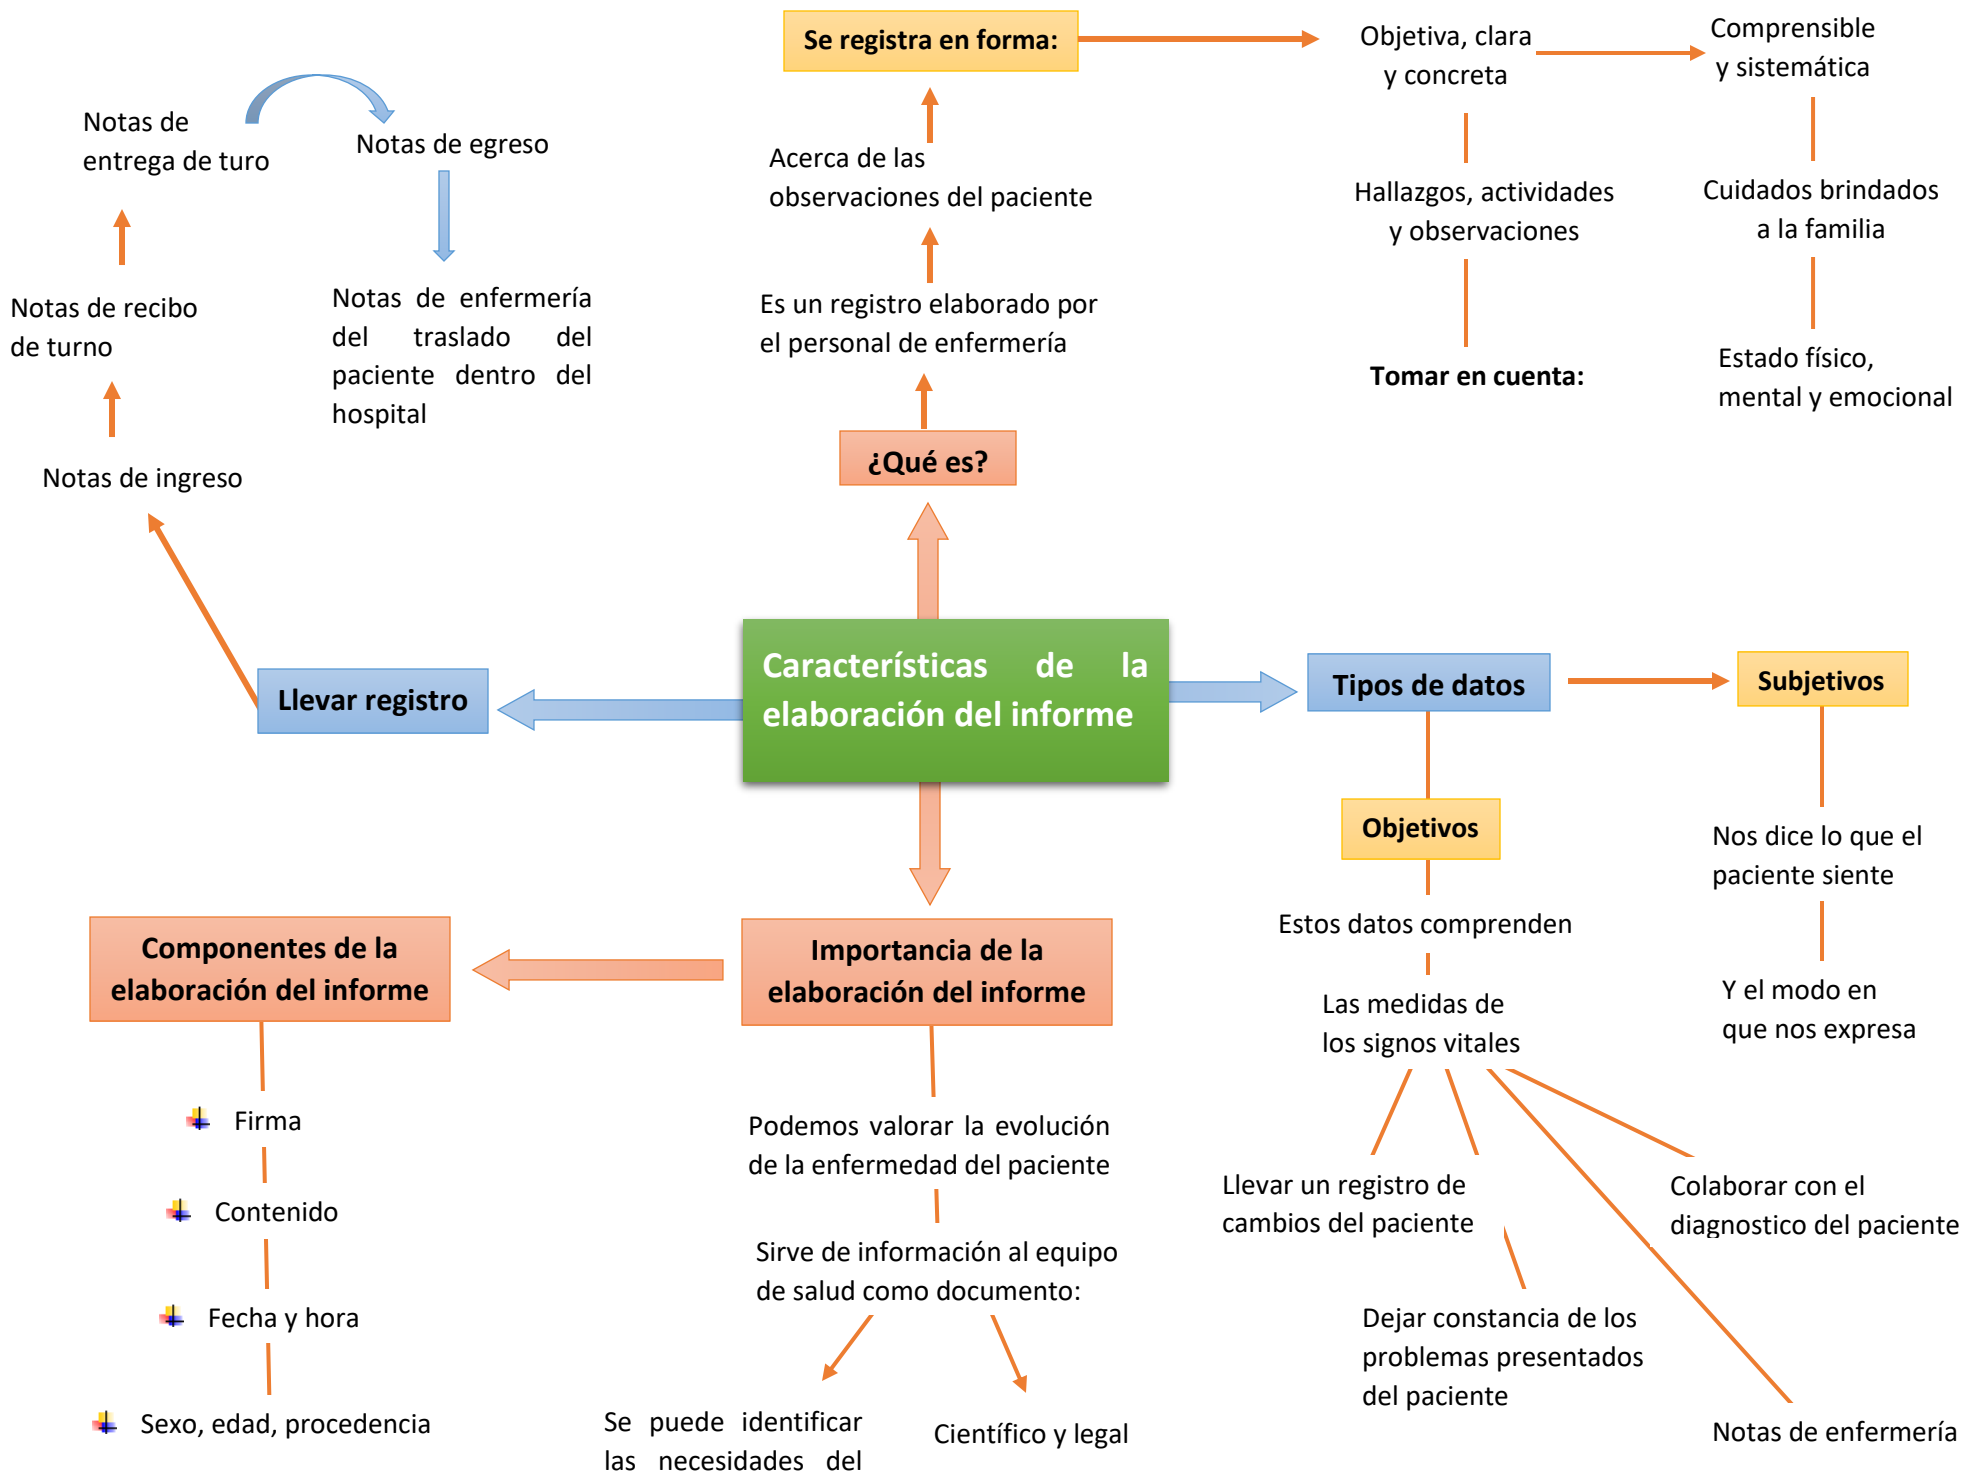 Se registra en forma:
Objetiva, clara
y concreta
Comprensible
y sistemática
Notas de
entrega de turo
Notas de egreso
Acerca de las
observaciones del paciente
Hallazgos, actividades
y observaciones
Cuidados brindados
a la familia
Notas de recibo
de turno
Notas de enfermería
del traslado del
paciente dentro del
hospital
Es un registro elaborado por
el personal de enfermería
Tomar en cuenta:
Estado físico,
mental y emocional
Notas de ingreso
¿Qué es?
Llevar registro
Características de la
elaboración del informe
Tipos de datos
Subjetivos
Objetivos
Nos dice lo que el
paciente siente
Estos datos comprenden
Componentes de la
elaboración del informe
Importancia de la
elaboración del informe
Las medidas de
los signos vitales
Y el modo en
que nos expresa
Firma
Podemos valorar la evolución
de la enfermedad del paciente
Llevar un registro de
cambios del paciente
Colaborar con el
diagnostico del paciente
Contenido
Sirve de información al equipo
de salud como documento:
Fecha y hora
Dejar constancia de los
problemas presentados
del paciente
Sexo, edad, procedencia
Se puede identificar
las necesidades del
Científico y legal
Notas de enfermería